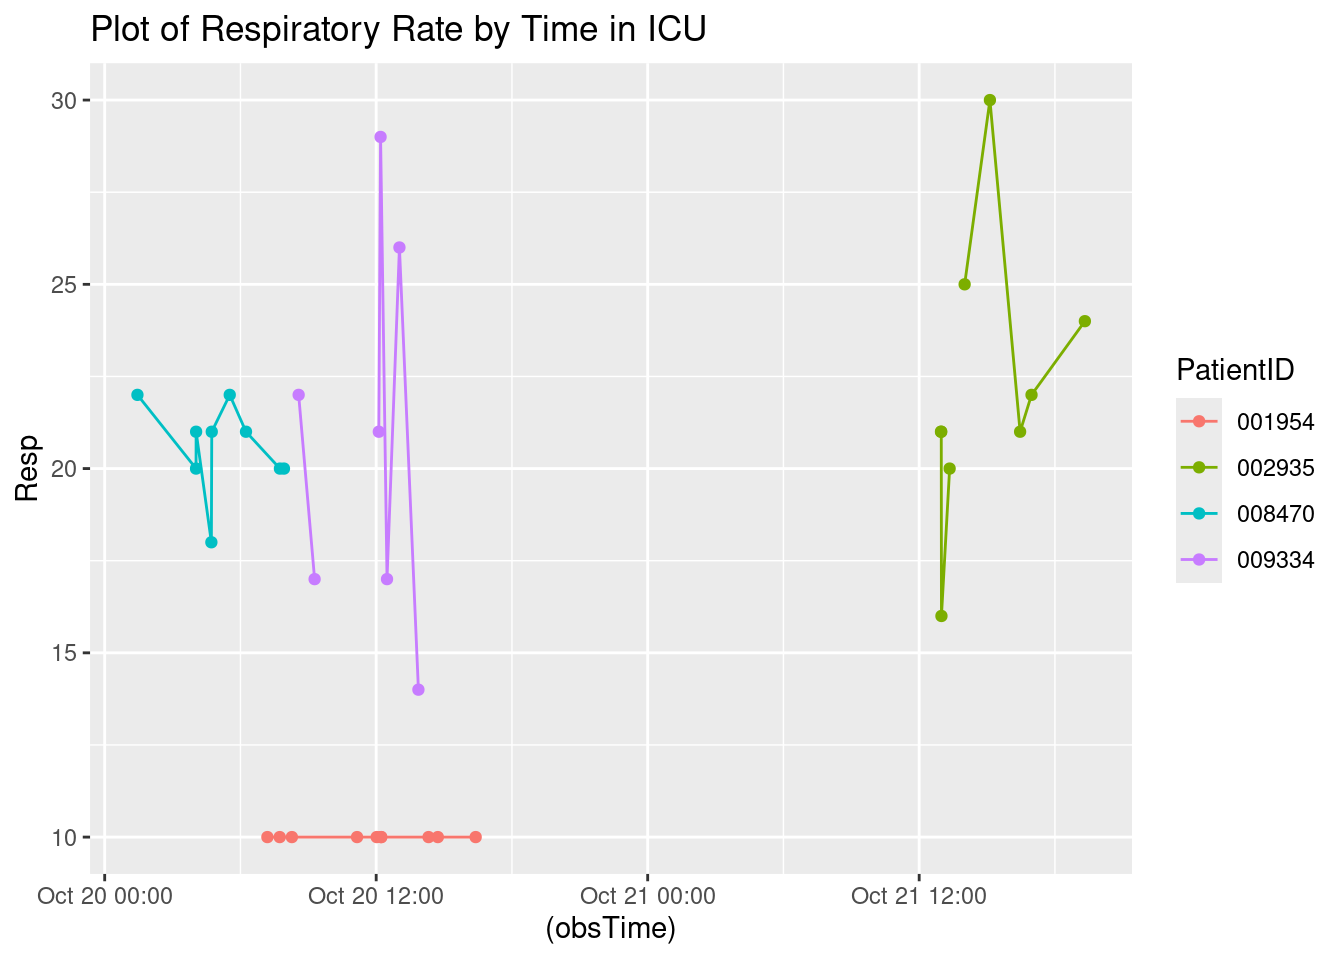 Plot of Respiratory Rate by Time in ICU
30
25
20
15
10
Resp
Oct 20 00:00 Oct 20 12:00 Oct 21 00:00 Oct 21 12:00
(obsTime)
PatientID
001954
002935
008470
009334